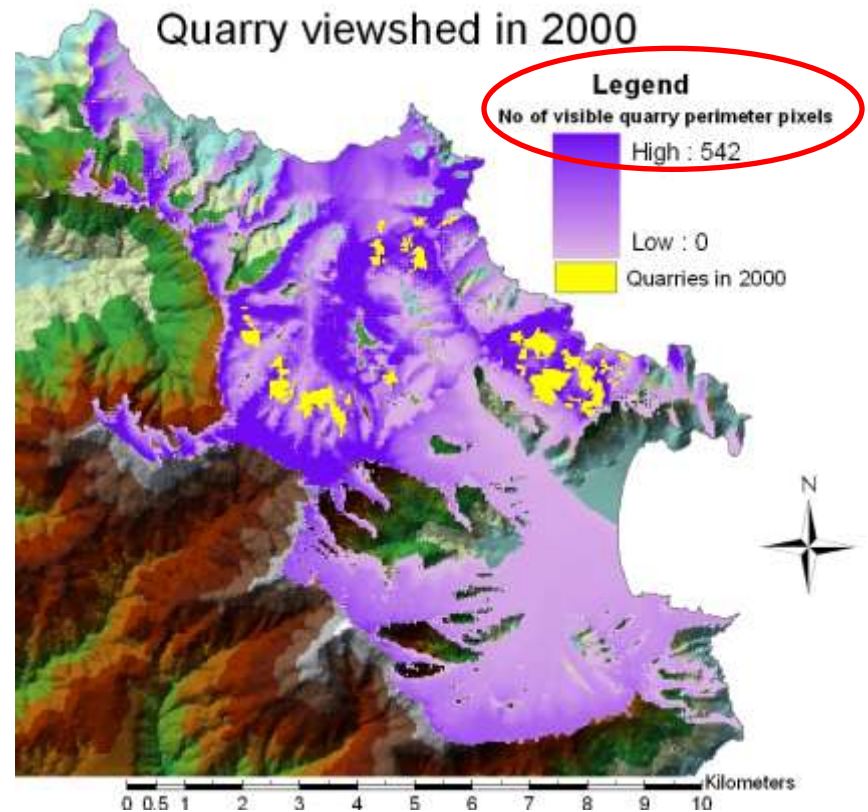 Quarry viewshed in 2000
Legend
No of visible quarry perimeter pixels
High : 542
Low : 0
Quarries in 2000
N
Kilometers
0 0.5 1 2 3 4 5 6 7 8 9 10